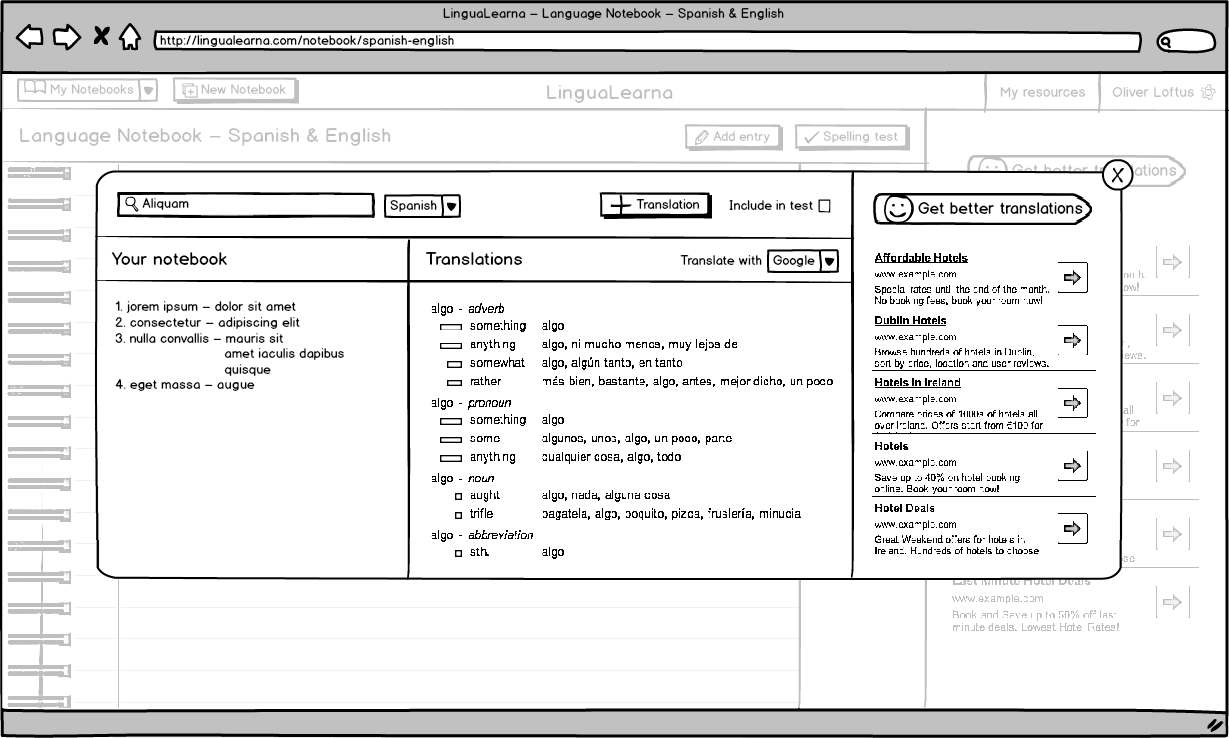 LinguaLearna – Language Notebook – Spanish & English
http://lingualearna.com/notebook/spanish-english
My Notebooks
New Notebook
LinguaLearna
My resources
Oliver Loftus
Language Notebook – Spanish & English
Add entry
Spelling test
Get better translations
X
Aliquam
Spanish
Translation
Include in test
Your notebook
1. jorem ipsum – dolor sit amet
2. consectetur – adipiscing elit
3. nulla convallis – mauris sit
amet iaculis dapibus
quisque
4. eget massa – augue
Translations
Translate with Google
algo - adverb
something algo
anything algo, ni mucho menos, muy lejos de
somewhat algo, algún tanto, en tanto
rather más bien, bastante, algo, antes, mejor dicho, un poco
algo - pronoun
something algo
some algunos, unos, algo, un poco, parte
anything cualquier cosa, algo, todo
algo - noun
aught algo, nada, alguna cosa
trifle bagatela, algo, poquito, pizca, fruslería, minucia
algo - abbreviation
sth. algo
Get better translations
Affordable Hotels
www.example.com
Special rates until the end of the month.
No booking fees, book your room now!
Dublin Hotels
www.example.com
Browse hundreds of hotels in Dublin,
sort by price, location and user reviews.
Hotels in Ireland
www.example.com
Compare prices of 1000s of hotels all
over Ireland. Offers start from €100 for
Hotels
www.example.com
Save up to 40% on hotel booking
online. Book your room now!
Hotel Deals
www.example.com
Great Weekend offers for hotels in
Ireland. Hundreds of hotels to choose
Last Minute Hotel Deals
www.example.com
Book and Save up to 50% off last
minute deals. Lowest Hotel Rates!